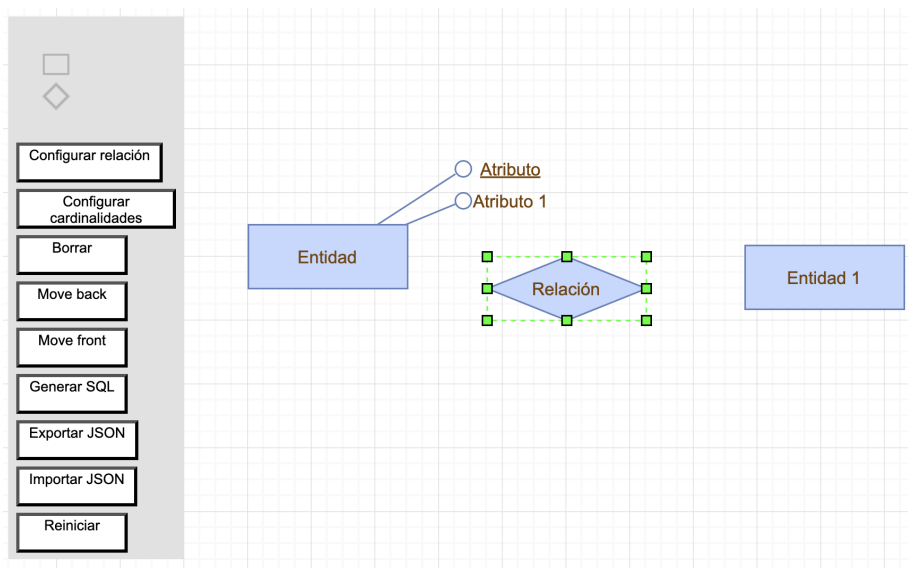 Configurar relación
Configurar
cardinalidades
Borrar
Move back
Move front
Generar SQL
Exportar JSON
Importar JSON
Reiniciar
Atributo
Atributo 1
Entidad
Relación
Entidad 1